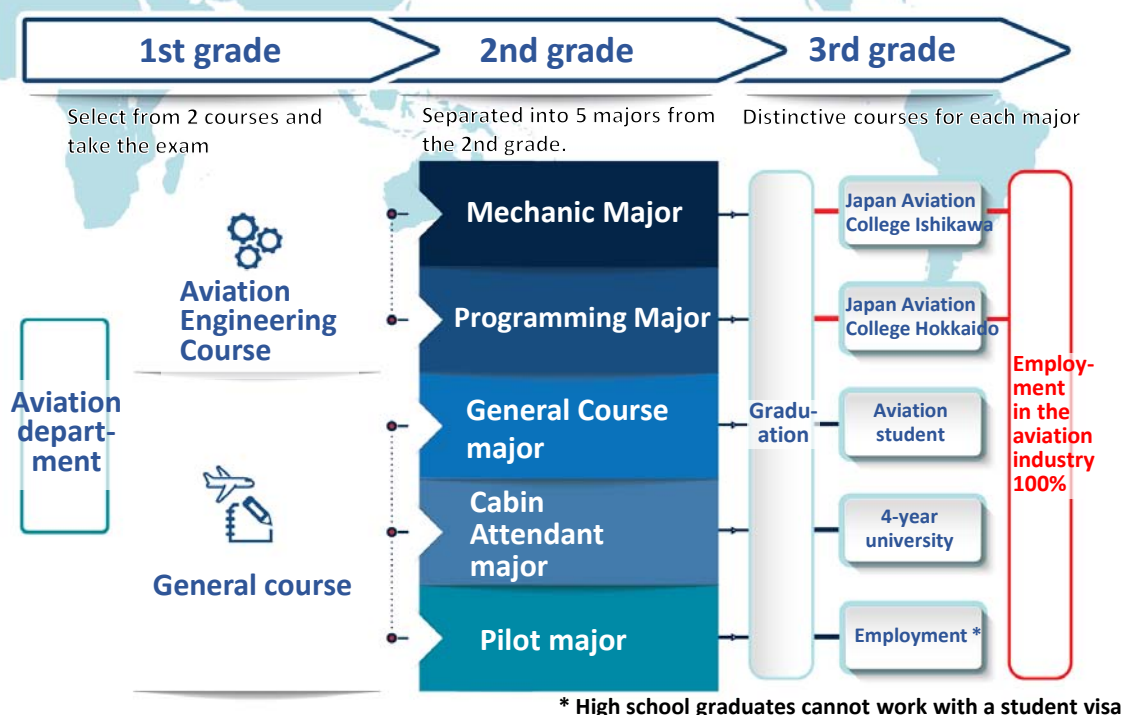 1st grade
2nd grade
3rd grade
Select from 2 courses and
take the exam
Separated into 5 majors from
the 2nd grade.
Distinctive courses for each major
Aviation
depart-
ment
Aviation
Engineering
Course
General course
Mechanic Major
Programming Major
General Course
major
Cabin
Attendant
major
Pilot major
Gradu-
ation
Japan Aviation
College Ishikawa
Japan Aviation
College Hokkaido
Aviation
student
4-year
university
Employment *
Employ-
ment
in the
aviation
industry
100%
* High school graduates cannot work with a student visa